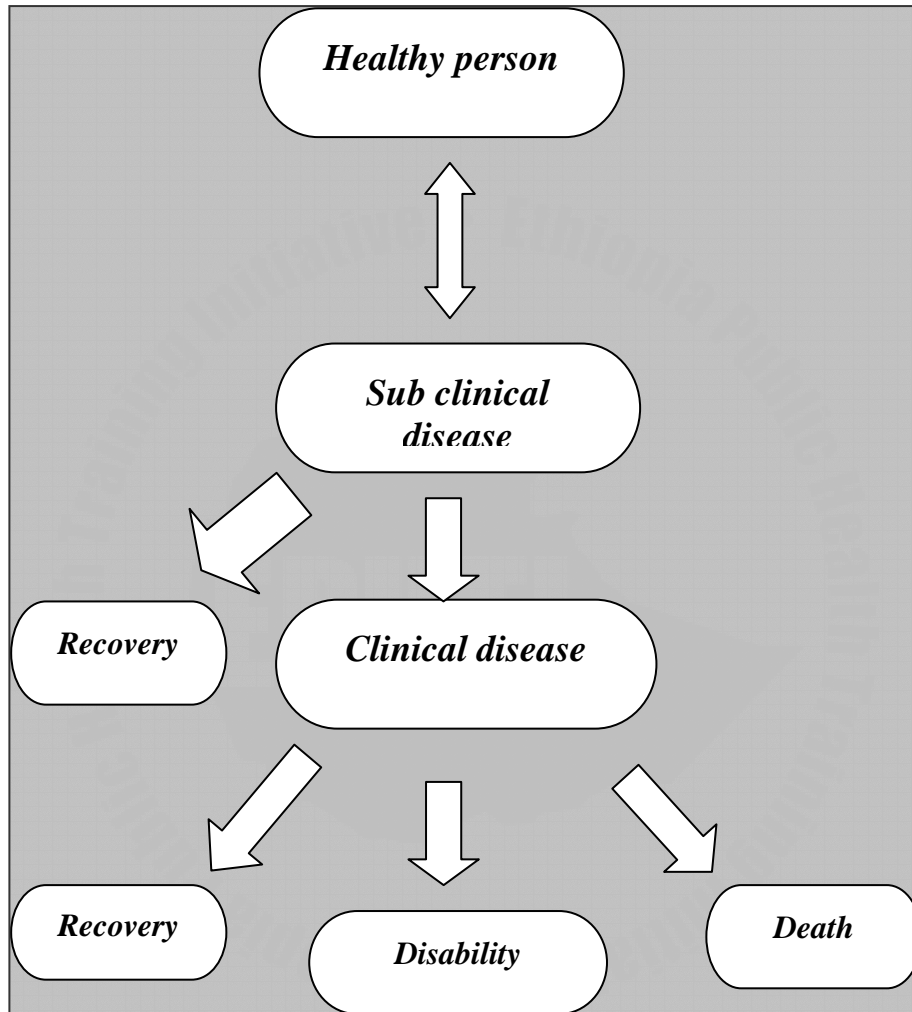 Healthy person
Sub clinical
disease
Recovery
Clinical disease
Recovery
Disability
Death